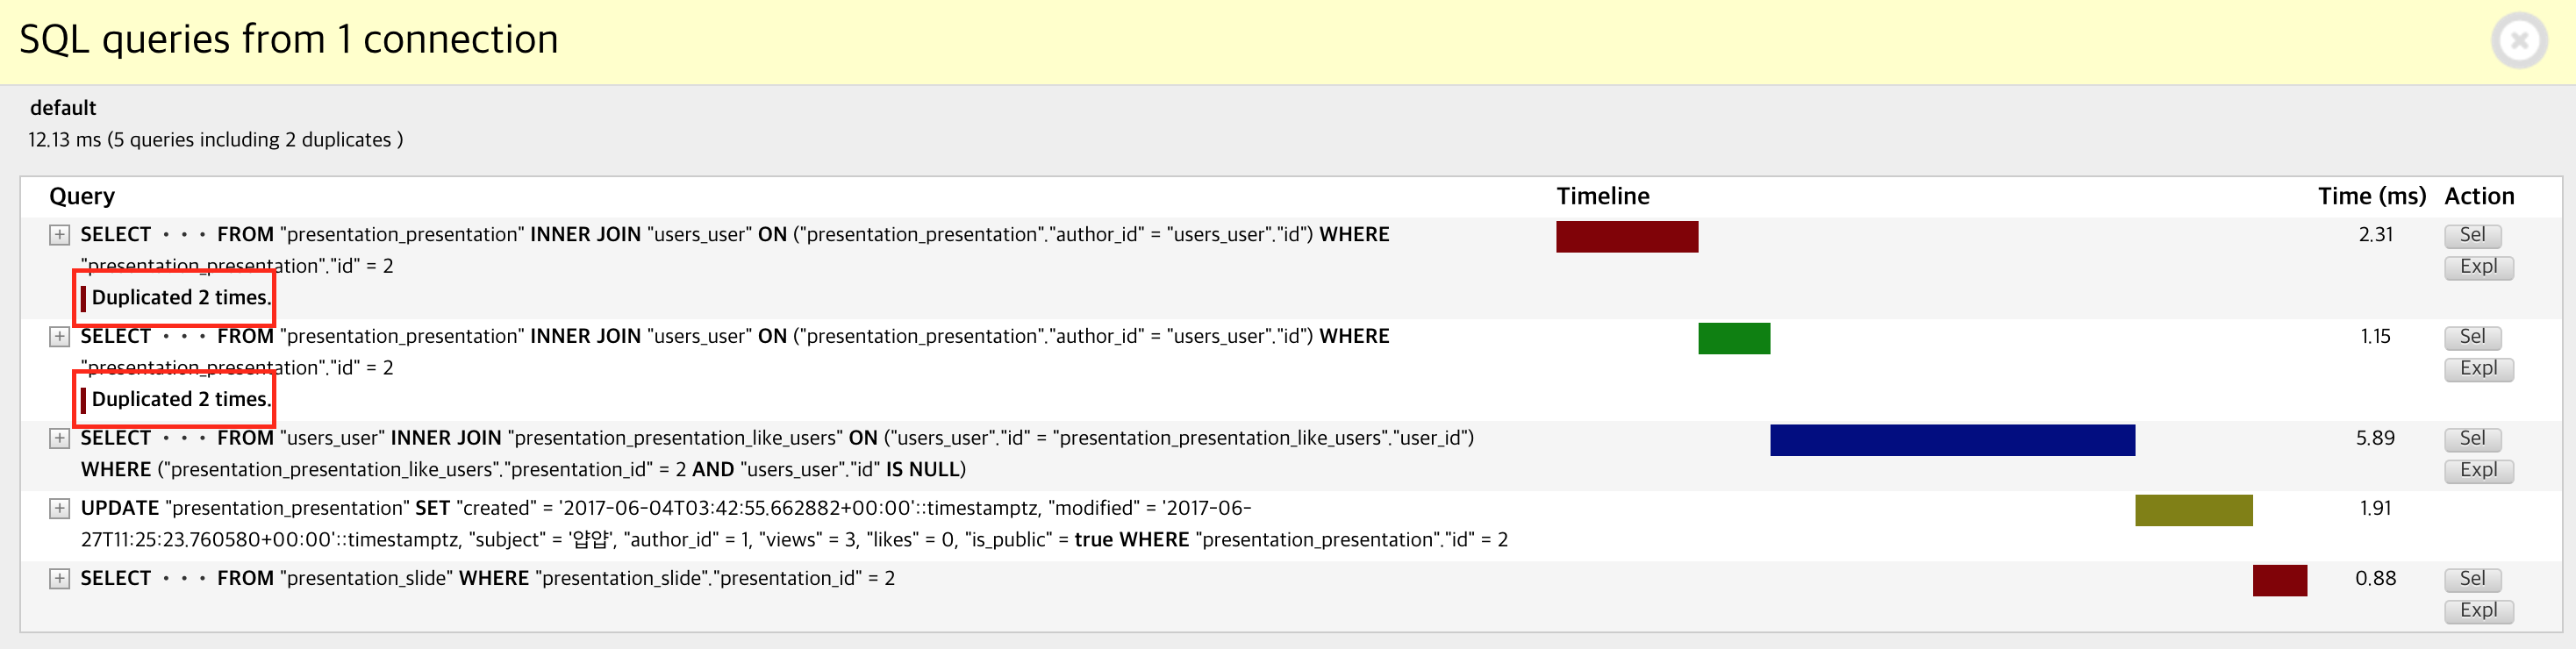 SQL queries from 1 connection
default
12.13 ms (5 queries including 2 duplicates )
Query Timeline Time (ms) Action
SELECT ··· FROM "presentation_presentation" INNER JOIN "users_user" ON ("presentation_presentation"."author_id" = "users_user"."id") WHERE 2.31 Sel
"presentation_presentation"."id" = 2 Expl
Duplicated 2 times.
SELECT ··· FROM "presentation_presentation" INNER JOIN "users_user" ON ("presentation_presentation"."author_id" = "users_user"."id") WHERE 1.15 Sel
"presentation_presentation"."id" = 2 Expl
Duplicated 2 times.
SELECT ··· FROM "users_user" INNER JOIN "presentation_presentation_like_users" ON ("users_user"."id" = "presentation_presentation_like_users"."user_id") 5.89 Sel
WHERE ("presentation_presentation_like_users"."presentation_id" = 2 AND "users_user"."id" IS NULL) Expl
UPDATE "presentation_presentation" SET "created" = '2017-06-04T03:42:55.662882+00:00'::timestamptz, "modified" = '2017-06- 1.91
27T11:25:23.760580+00:00'::timestamptz, "subject" = '얍얍', "author_id" = 1, "views" = 3, "likes" = 0, "is_public" = true WHERE "presentation_presentation"."id" = 2
SELECT ··· FROM "presentation_slide" WHERE "presentation_slide"."presentation_id" = 2 0.88 Sel
Expl